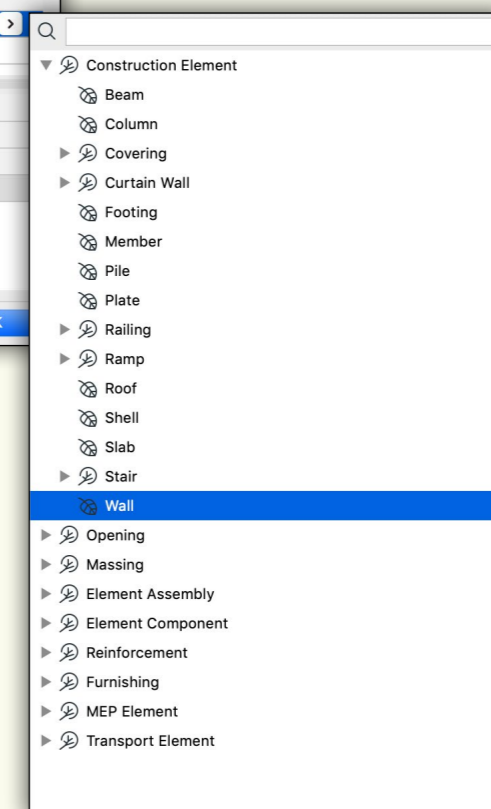 Construction Element
Beam
Column
Covering
Curtain Wall
Footing
Member
Pile
Plate
Railing
Ramp
Roof
Shell
Slab
Stair
Wall
Opening
Massing
Element Assembly
Element Component
Reinforcement
Furnishing
MEP Element
Transport Element